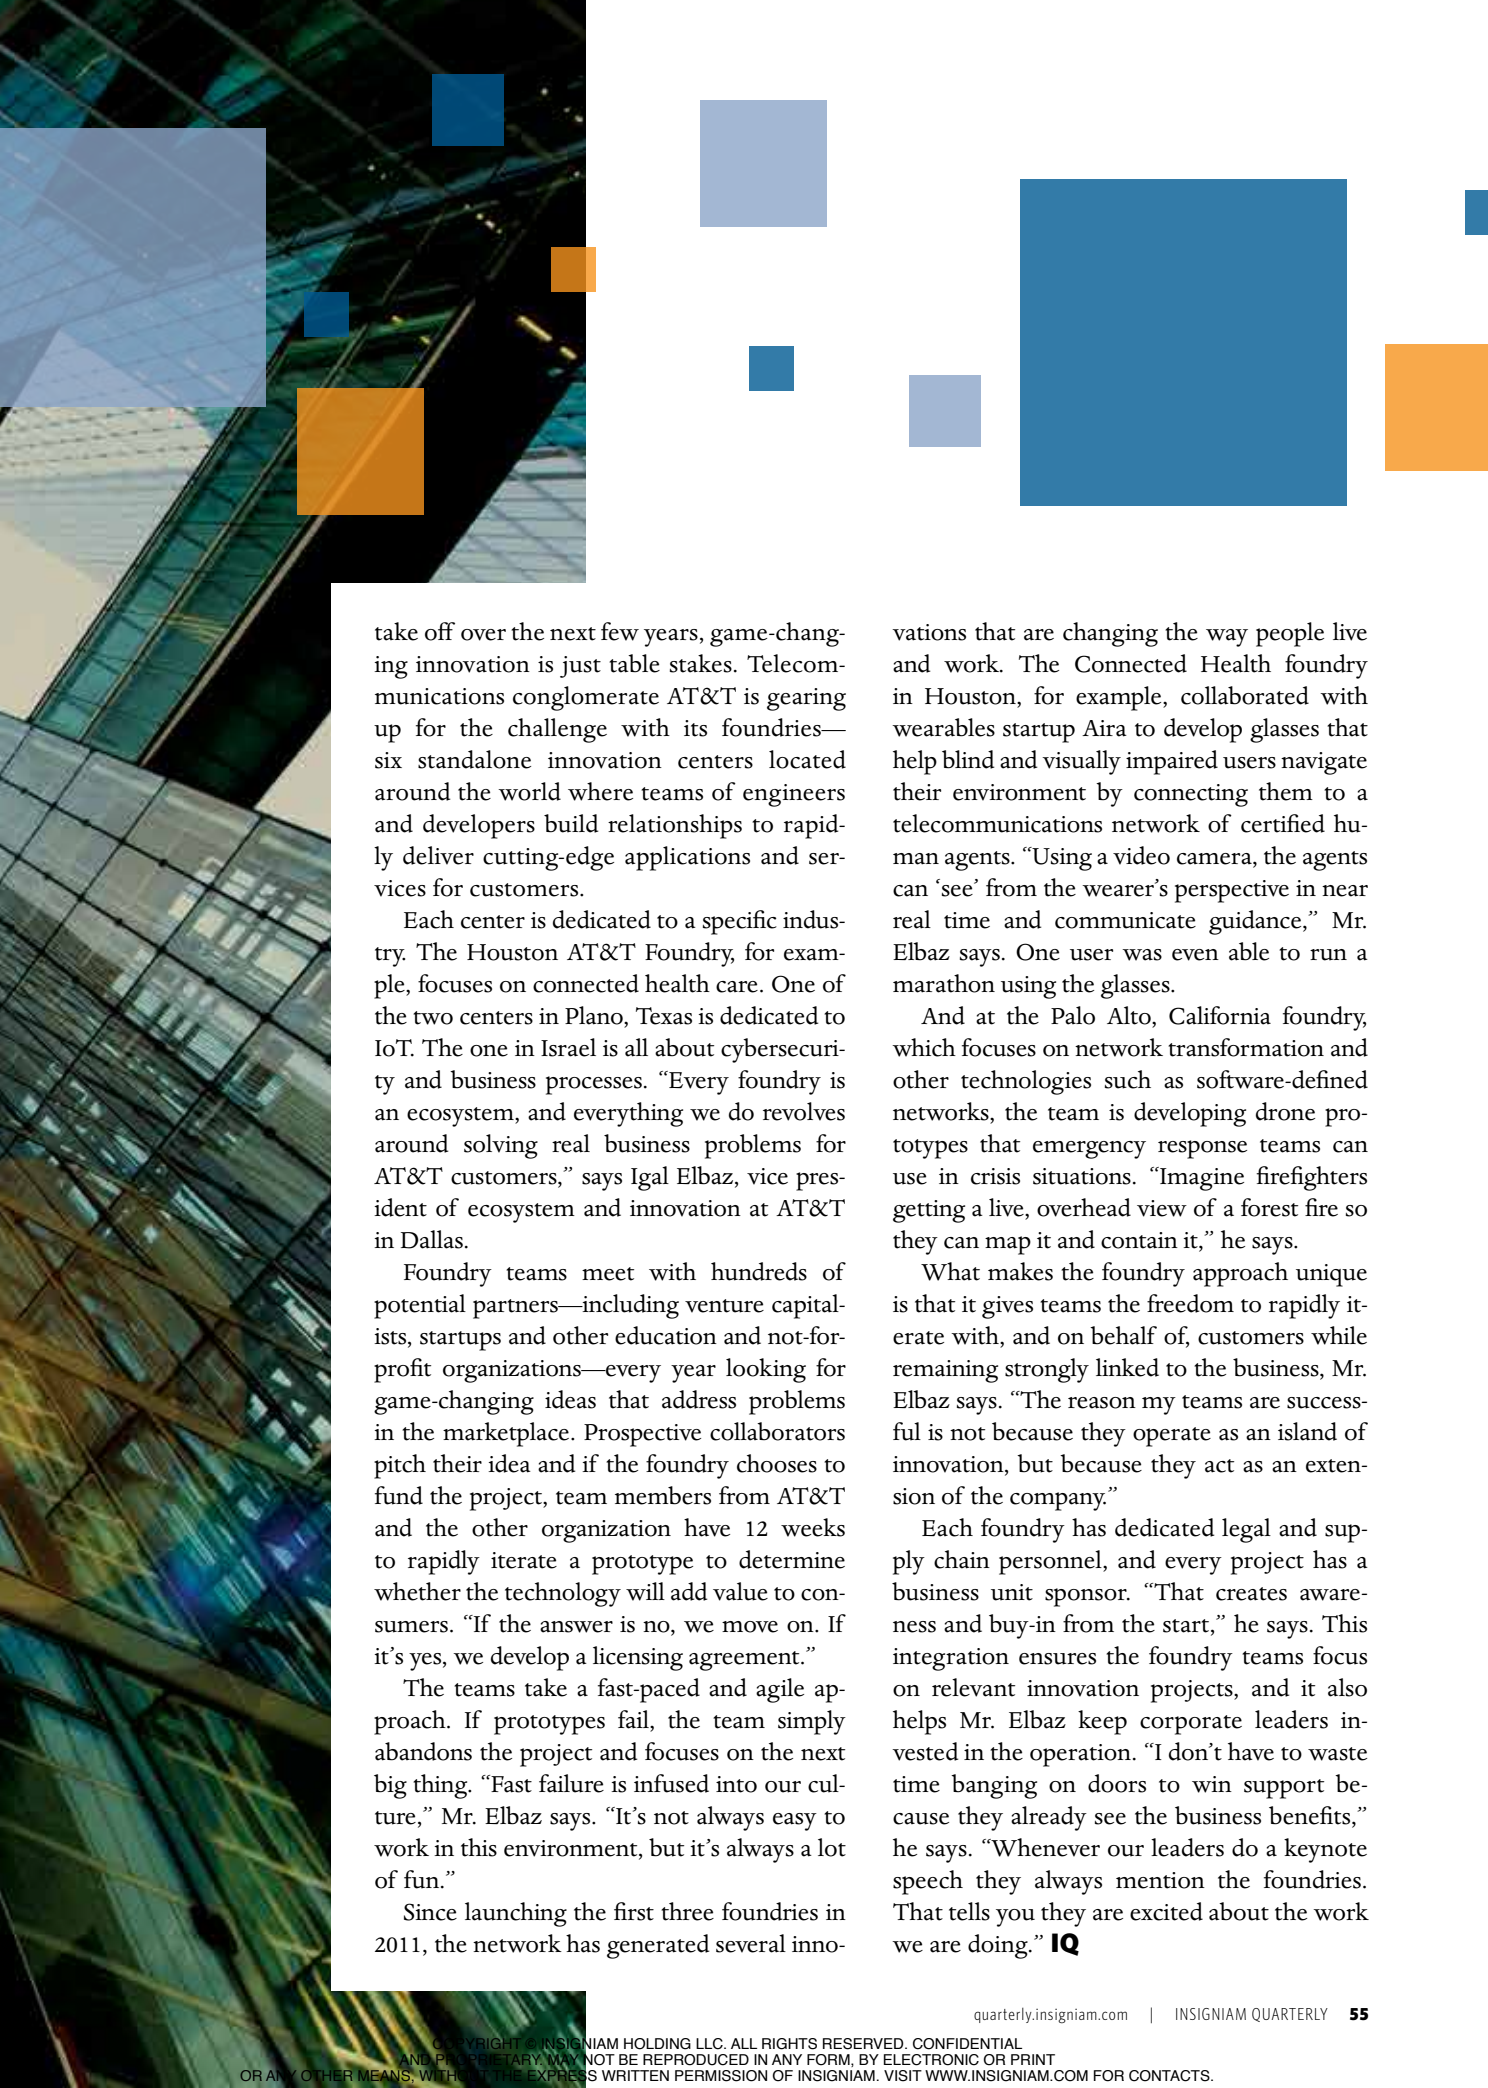 take off over the next few years, game-chang-
ing innovation is just table stakes. Telecom-
munications conglomerate AT&T is gearing
up for the challenge with its foundries—
six standalone innovation centers located
around the world where teams of engineers
and developers build relationships to rapid-
ly deliver cutting-edge applications and ser-
vices for customers.
Each center is dedicated to a specific indus-
try. The Houston AT&T Foundry, for exam-
ple, focuses on connected health care. One of
the two centers in Plano, Texas is dedicated to
IoT. The one in Israel is all about cybersecuri-
ty and business processes. “Every foundry is
an ecosystem, and everything we do revolves
around solving real business problems for
AT&T customers,” says Igal Elbaz, vice pres-
ident of ecosystem and innovation at AT&T
in Dallas.
Foundry teams meet with hundreds of
potential partners—including venture capital-
ists, startups and other education and not-for-
profit organizations—every year looking for
game-changing ideas that address problems
in the marketplace. Prospective collaborators
pitch their idea and if the foundry chooses to
fund the project, team members from AT&T
and the other organization have 12 weeks
to rapidly iterate a prototype to determine
whether the technology will add value to con-
sumers. “If the answer is no, we move on. If
it’s yes, we develop a licensing agreement.”
The teams take a fast-paced and agile ap-
proach. If prototypes fail, the team simply
abandons the project and focuses on the next
big thing. “Fast failure is infused into our cul-
ture,” Mr. Elbaz says. “It’s not always easy to
work in this environment, but it’s always a lot
of fun.”
Since launching the first three foundries in
2011, the network has generated several inno-
vations that are changing the way people live
and work. The Connected Health foundry
in Houston, for example, collaborated with
wearables startup Aira to develop glasses that
help blind and visually impaired users navigate
their environment by connecting them to a
telecommunications network of certified hu-
man agents. “Using a video camera, the agents
can ‘see’ from the wearer’s perspective in near
real time and communicate guidance,” Mr.
Elbaz says. One user was even able to run a
marathon using the glasses.
And at the Palo Alto, California foundry,
which focuses on network transformation and
other technologies such as software-defined
networks, the team is developing drone pro-
totypes that emergency response teams can
use in crisis situations. “Imagine firefighters
getting a live, overhead view of a forest fire so
they can map it and contain it,” he says.
What makes the foundry approach unique
is that it gives teams the freedom to rapidly it-
erate with, and on behalf of, customers while
remaining strongly linked to the business, Mr.
Elbaz says. “The reason my teams are success-
ful is not because they operate as an island of
innovation, but because they act as an exten-
sion of the company.”
Each foundry has dedicated legal and sup-
ply chain personnel, and every project has a
business unit sponsor. “That creates aware-
ness and buy-in from the start,” he says. This
integration ensures the foundry teams focus
on relevant innovation projects, and it also
helps Mr. Elbaz keep corporate leaders in-
vested in the operation. “I don’t have to waste
time banging on doors to win support be-
cause they already see the business benefits,”
he says. “Whenever our leaders do a keynote
speech they always mention the foundries.
That tells you they are excited about the work
we are doing.” IQ
quarterly.insigniam.com | INSIGNIAM QUARTERLY 55
COPYRIGHT © INSIGNIAM HOLDING LLC. ALL RIGHTS RESERVED. CONFIDENTIAL
AND PROPRIETARY. MAY NOT BE REPRODUCED IN ANY FORM, BY ELECTRONIC OR PRINT
OR ANY OTHER MEANS, WITHOUT THE EXPRESS WRITTEN PERMISSION OF INSIGNIAM. VISIT WWW.INSIGNIAM.COM FOR CONTACTS.